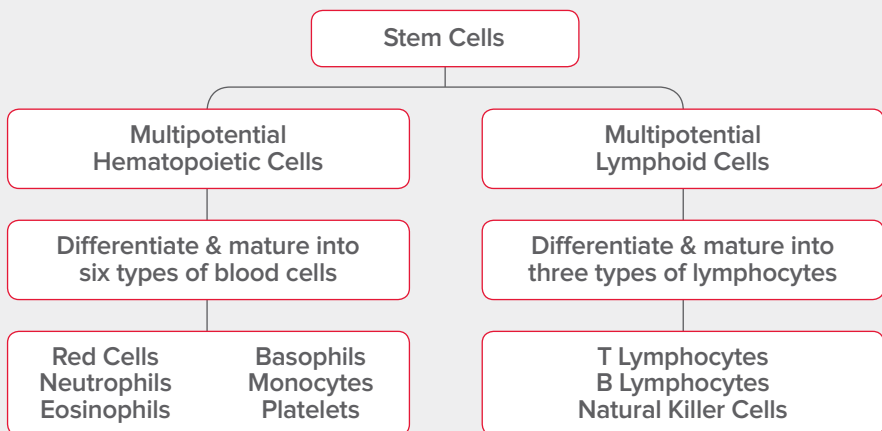 Stem Cells
Multipotential
Hematopoietic Cells
Multipotential
Lymphoid Cells
Differentiate & mature into
six types of blood cells
Differentiate & mature into
three types of lymphocytes
Red Cells
Neutrophils
Eosinophils
Basophils
Monocytes
Platelets
T Lymphocytes
B Lymphocytes
Natural Killer Cells